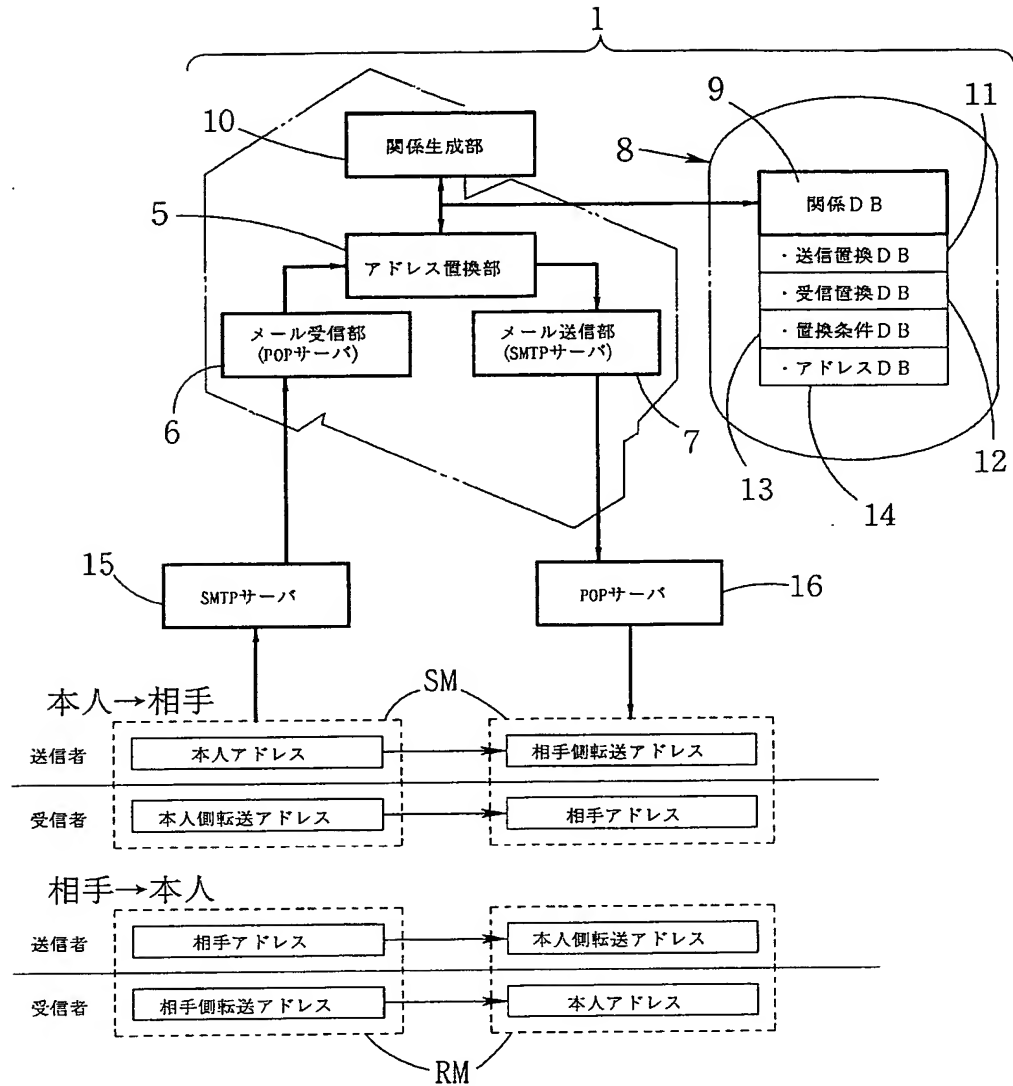 1
9
11
10
関係生成部
8
関係DB
5
アドレス置換部
・送信置換DB
・受信置換DB
・置換条件DB
・アドレスDB
メール受信部
(POPサーバ)
メール送信部
(SMTPサーバ)
6
7
13
14
12
15
SMTPサーバ
POPサーバ
16
本人→相手
SM
送信者
本人アドレス
相手側転送アドレス
受信者
本人側転送アドレス
相手アドレス
相手→本人
送信者
相手アドレス
本人側転送アドレス
受信者
相手側転送アドレス
本人アドレス
RM